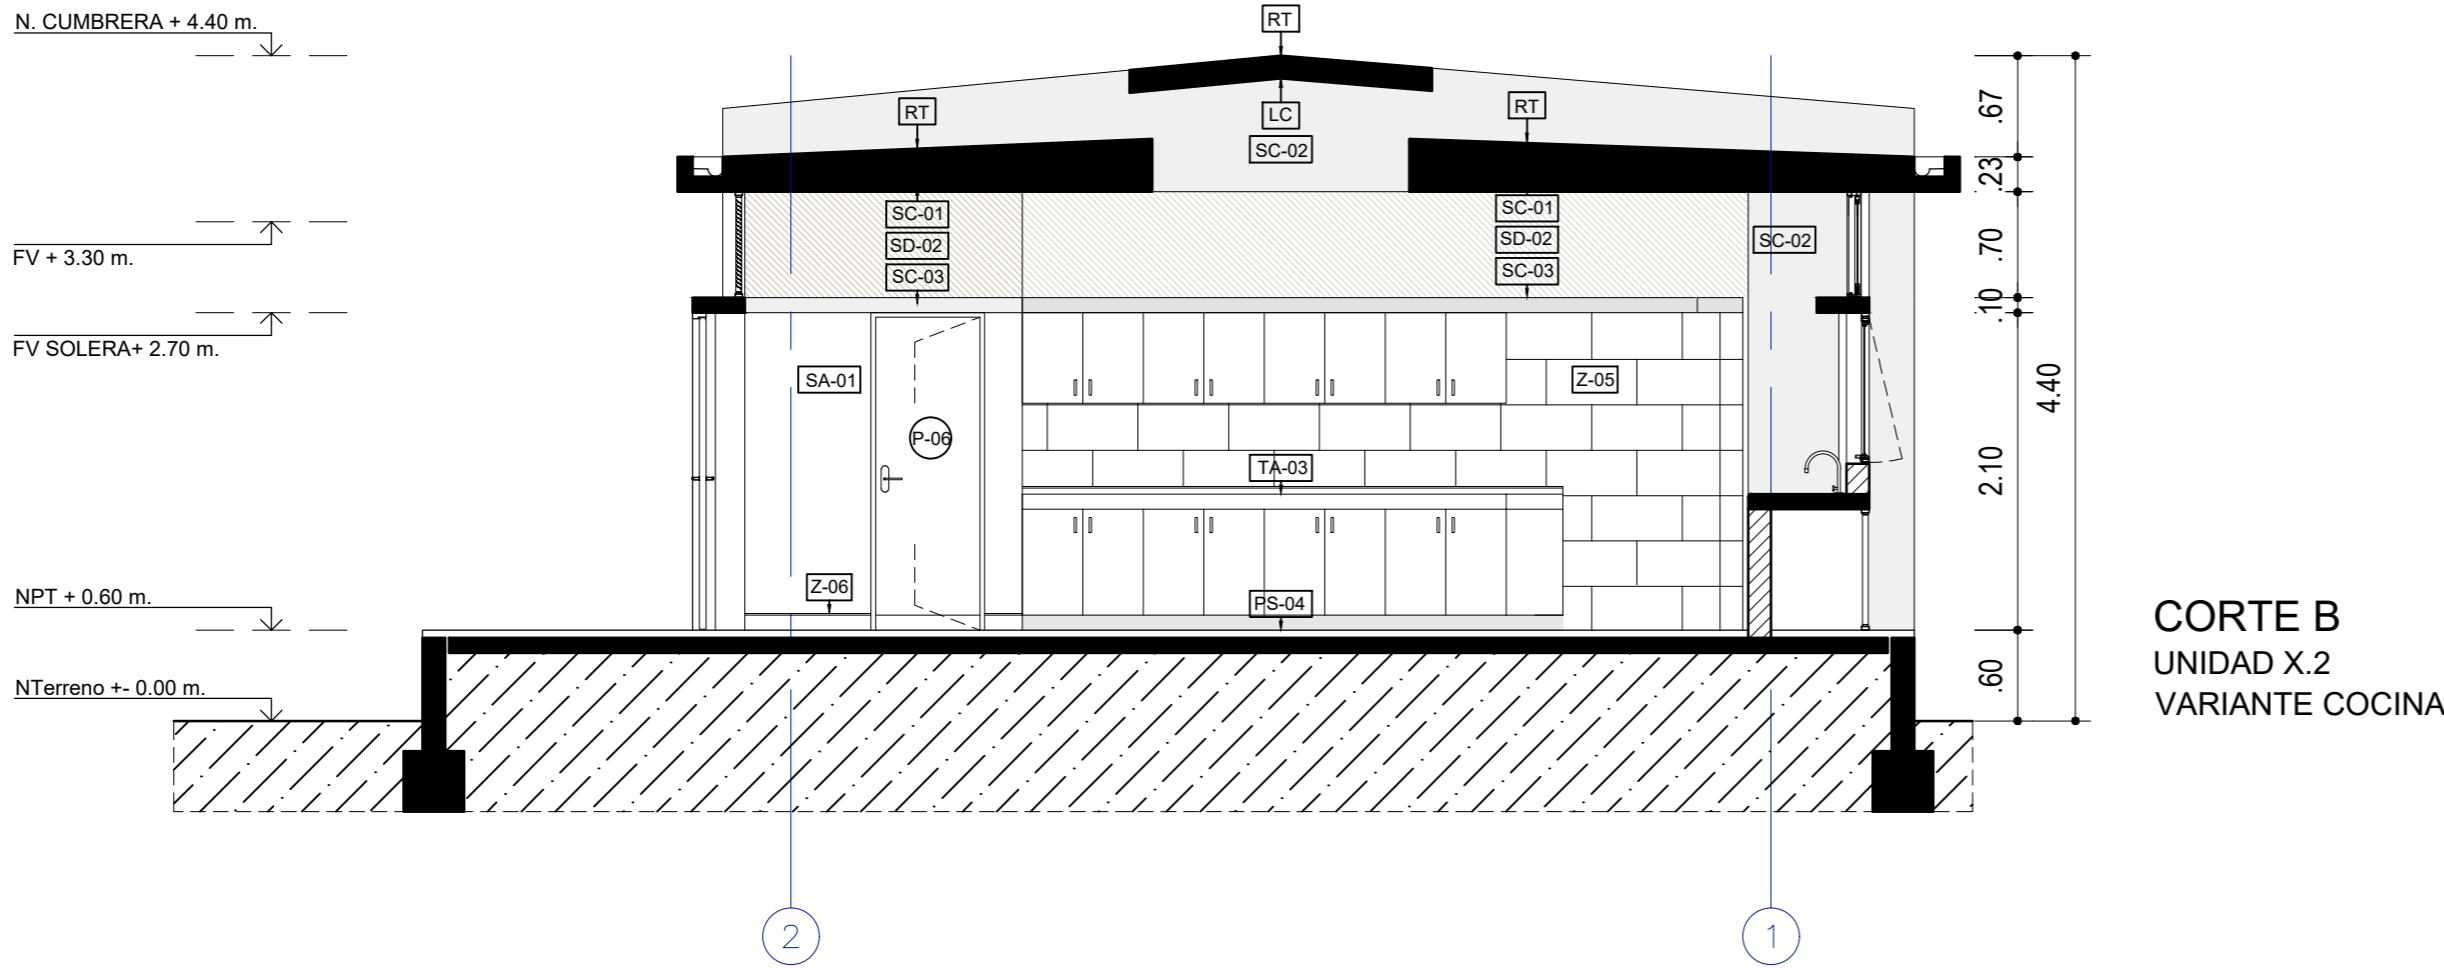 N. CUMBRERA + 4.40 m.
RT
RT
LC
RT
SC-02
.67
.23
SC-01
SC-01
SD-02
SD-02
SC-02
SC-03
SC-03
.70
FV + 3.30 m.
.10
FV SOLERA+ 2.70 m.
SA-01
Z-05
4.40
P-06
TA-03
2.10
Z-06
PS-04
NPT + 0.60 m.
CORTE B
UNIDAD X.2
VARIANTE COCINA
.60
NTerreno +- 0.00 m.
2
1